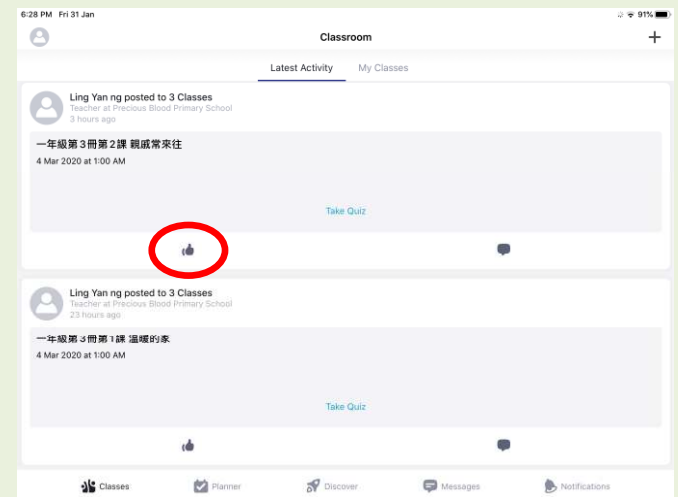 6:28 PM Fri 31 Jan
91%
Classroom
Latest Activity My Classes
Ling Yan ng posted to 3 Classes
Teacher at Precious Blood Primary School
3 hours ago
一年級第3冊第2課 親戚常來往
4 Mar 2020 at 1:00 AM
Take Quiz
Ling Yan ng posted to 3 Classes
Teacher at Precious Blood Primary School
23 hours ago
一年級第3冊第1課 溫暖的家
4 Mar 2020 at 1:00 AM
Take Quiz
Classes Planner Discover Messages Notifications